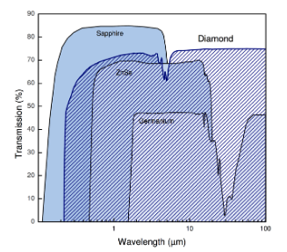 90
80
70
60
50
40
30
20
10
0
Transmission (%)
Sapphire
Diamond
ZnSe
Germanium
1
10
100
Wavelength (μm)